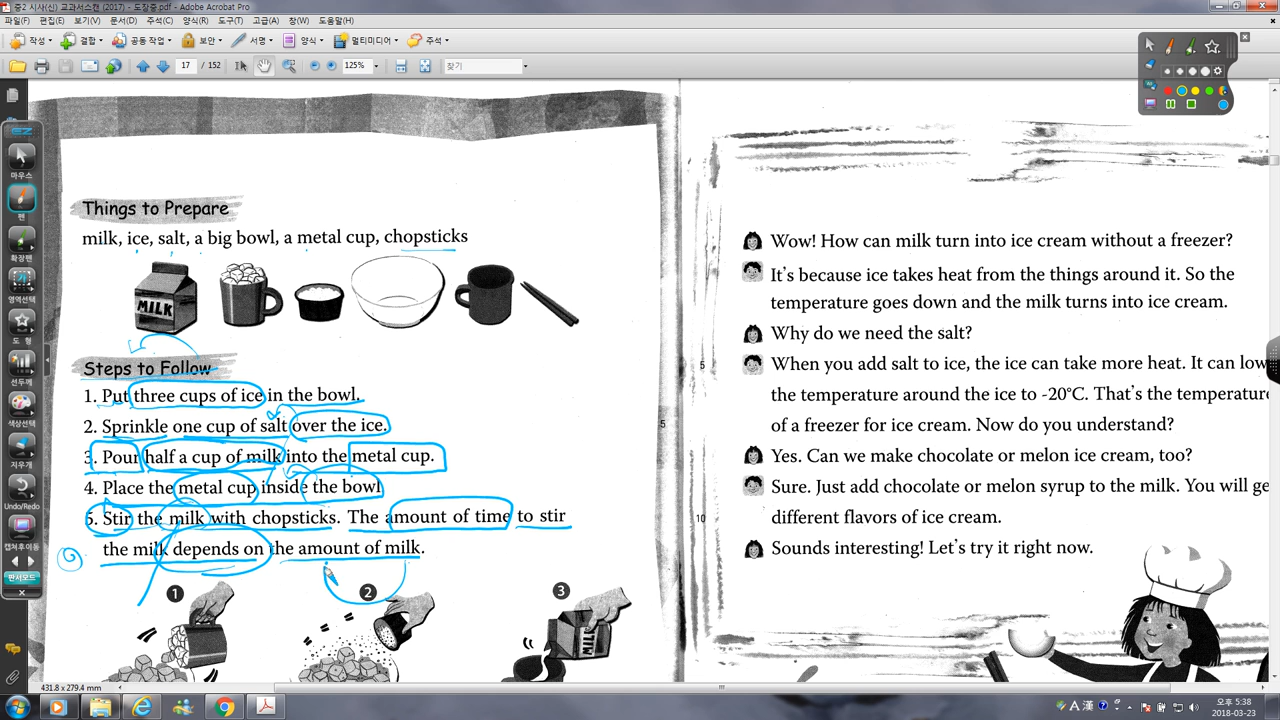 중2 시사(신) 교과서스캔 (2017) - 도장중.pdf - Adobe Acrobat Pro
파일(F) 편집(E) 보기(V) 문서(D) 주석(C) 양식(R) 도구(T) 고급(A) 창(W) 도움말(H)
작성 결합 공동 작업 보안 서명 양식 멀티미디어 주석
17 / 152 125% 찾기
마우스
펜
확장펜
영역선택
도 형
선두께
색상선택
지우개
Undo/Redo
캡쳐후이동
판서모드
Things to Prepare
milk, ice, salt, a big bowl, a metal cup, chopsticks
MILK
Steps to Follow
1. Put three cups of ice in the bowl.
2. Sprinkle one cup of salt over the ice.
3. Pour half a cup of milk into the metal cup.
4. Place the metal cup inside the bowl
5. Stir the milk with chopsticks. The amount of time to stir
the milk depends on the amount of milk.
1 2 3
5
Wow! How can milk turn into ice cream without a freezer?
It's because ice takes heat from the things around it. So the
temperature goes down and the milk turns into ice cream.
Why do we need the salt?
5 When you add salt to ice, the ice can take more heat. It can low
the temperature around the ice to -20°C. That's the temperature
of a freezer for ice cream. Now do you understand?
Yes. Can we make chocolate or melon ice cream, too?
Sure. Just add chocolate or melon syrup to the milk. You will ge
10 different flavors of ice cream.
Sounds interesting! Let's try it right now.
431.8 x 279.4 mm
A 漢
오후 5:38
2018-03-23